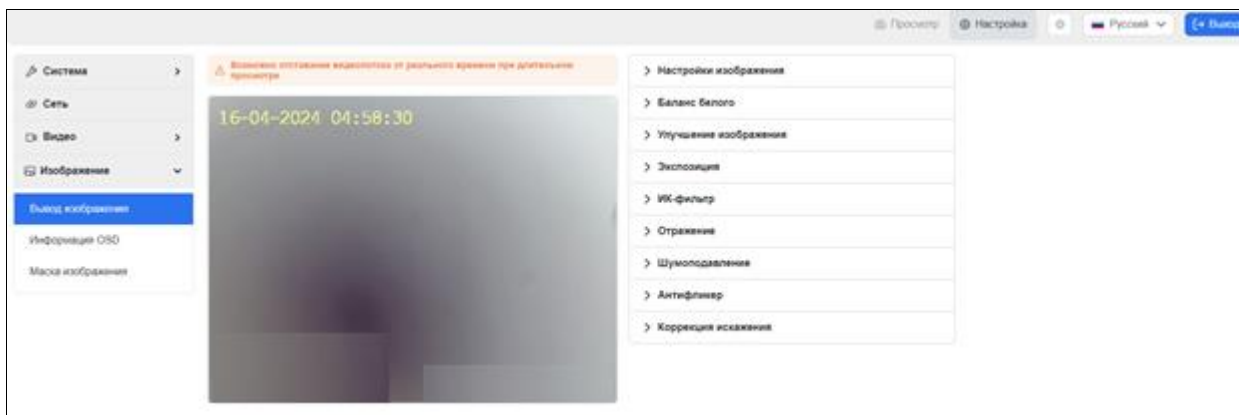 Просмотр
Настройка
Русский
Выход
Система
Сеть
Видео
Изображение
Вывод изображения
Информация OSD
Маска изображения
Возможно отставание видеопотока от реального времени при длительном
просмотре
16-04-2024 04:58:30
Настройки изображения
Баланс белого
Улучшение изображения
Экспозиция
ИК-фильтр
Отражение
Шумоподавление
Антифликер
Коррекция искажения